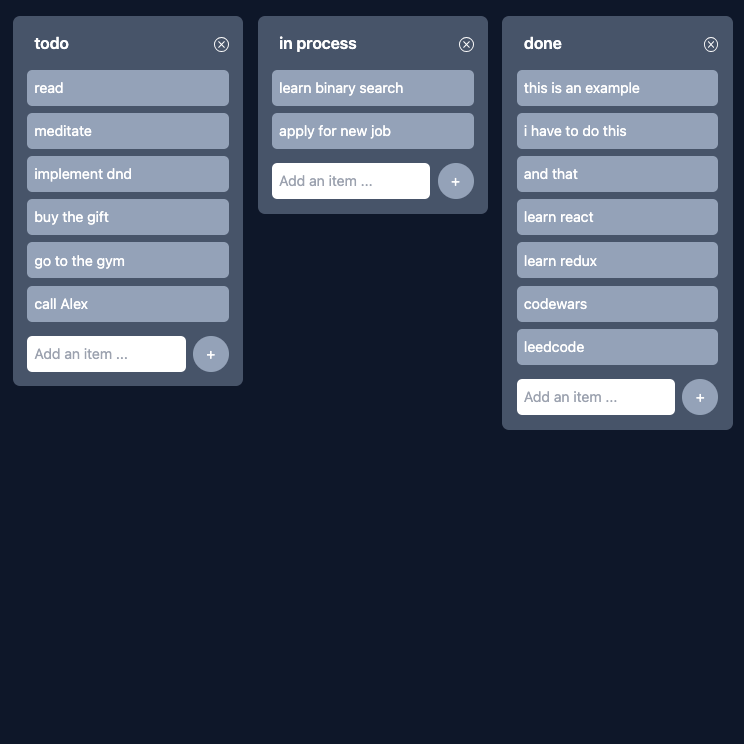 todo
read
meditate
implement dnd
buy the gift
go to the gym
call Alex
Add an item ...
+
in process
learn binary search
apply for new job
Add an item ...
+
done
this is an example
i have to do this
and that
learn react
learn redux
codewars
leedcode
Add an item ...
+